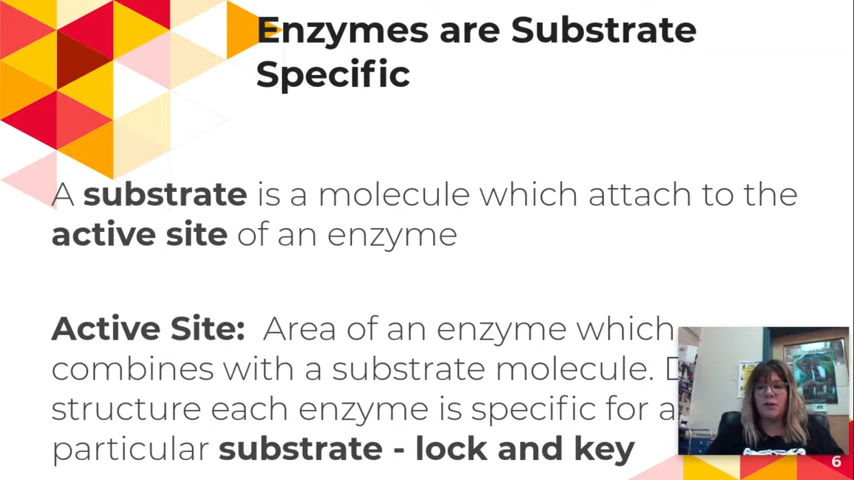 Enzymes are Substrate
Specific
A substrate is a molecule which attach to the
active site of an enzyme
Active Site: Area of an enzyme which
combines with a substrate molecule.
structure each enzyme is specific for a
particular substrate - lock and key
6